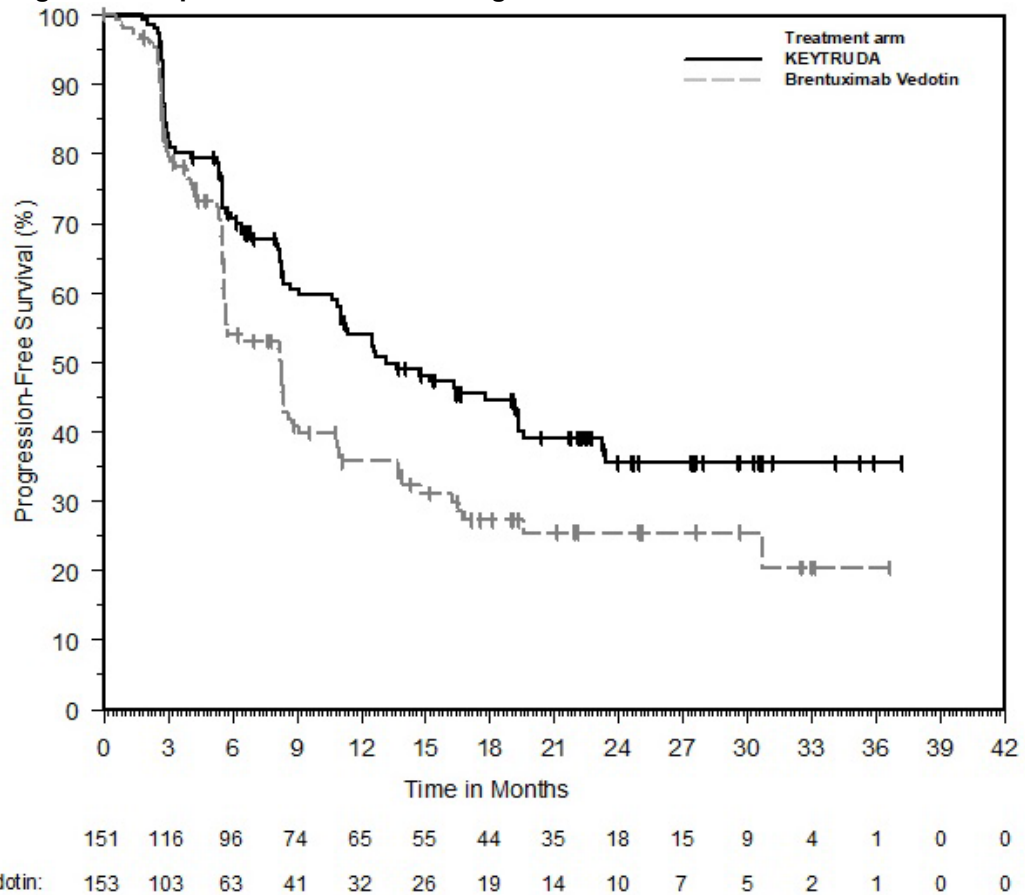 Treatment arm
KEYTRUDA
Brentuximab Vedotin
Progression-Free Survival (%)
100
90
80
70
60
50
40
30
20
10
0
0 3 6 9 12 15 18 21 24 27 30 33 36 39 42
Time in Months
151 116 96 74 65 55 44 35 18 15 9 4 1 0 0
153 103 63 41 32 26 19 14 10 7 5 2 1 0 0